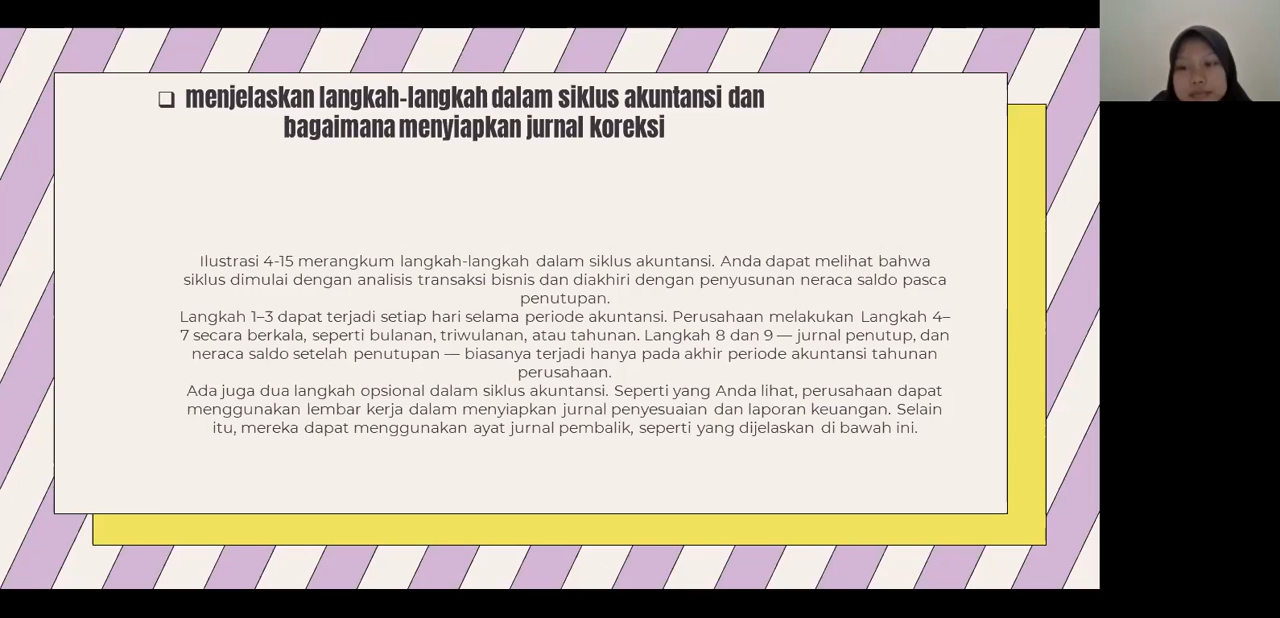 ❑ menjelaskan langkah-langkah dalam siklus akuntansi dan
bagaimana menyiapkan jurnal koreksi
Ilustrasi 4-15 merangkum langkah-langkah dalam siklus akuntansi. Anda dapat melihat bahwa
siklus dimulai dengan analisis transaksi bisnis dan diakhiri dengan penyusunan neraca saldo pasca
penutupan.
Langkah 1–3 dapat terjadi setiap hari selama periode akuntansi. Perusahaan melakukan Langkah 4–
7 secara berkala, seperti bulanan, triwulanan, atau tahunan. Langkah 8 dan 9 — jurnal penutup, dan
neraca saldo setelah penutupan — biasanya terjadi hanya pada akhir periode akuntansi tahunan
perusahaan.
Ada juga dua langkah opsional dalam siklus akuntansi. Seperti yang Anda lihat, perusahaan dapat
menggunakan lembar kerja dalam menyiapkan jurnal penyesuaian dan laporan keuangan. Selain
itu, mereka dapat menggunakan ayat jurnal pembalik, seperti yang dijelaskan di bawah ini.